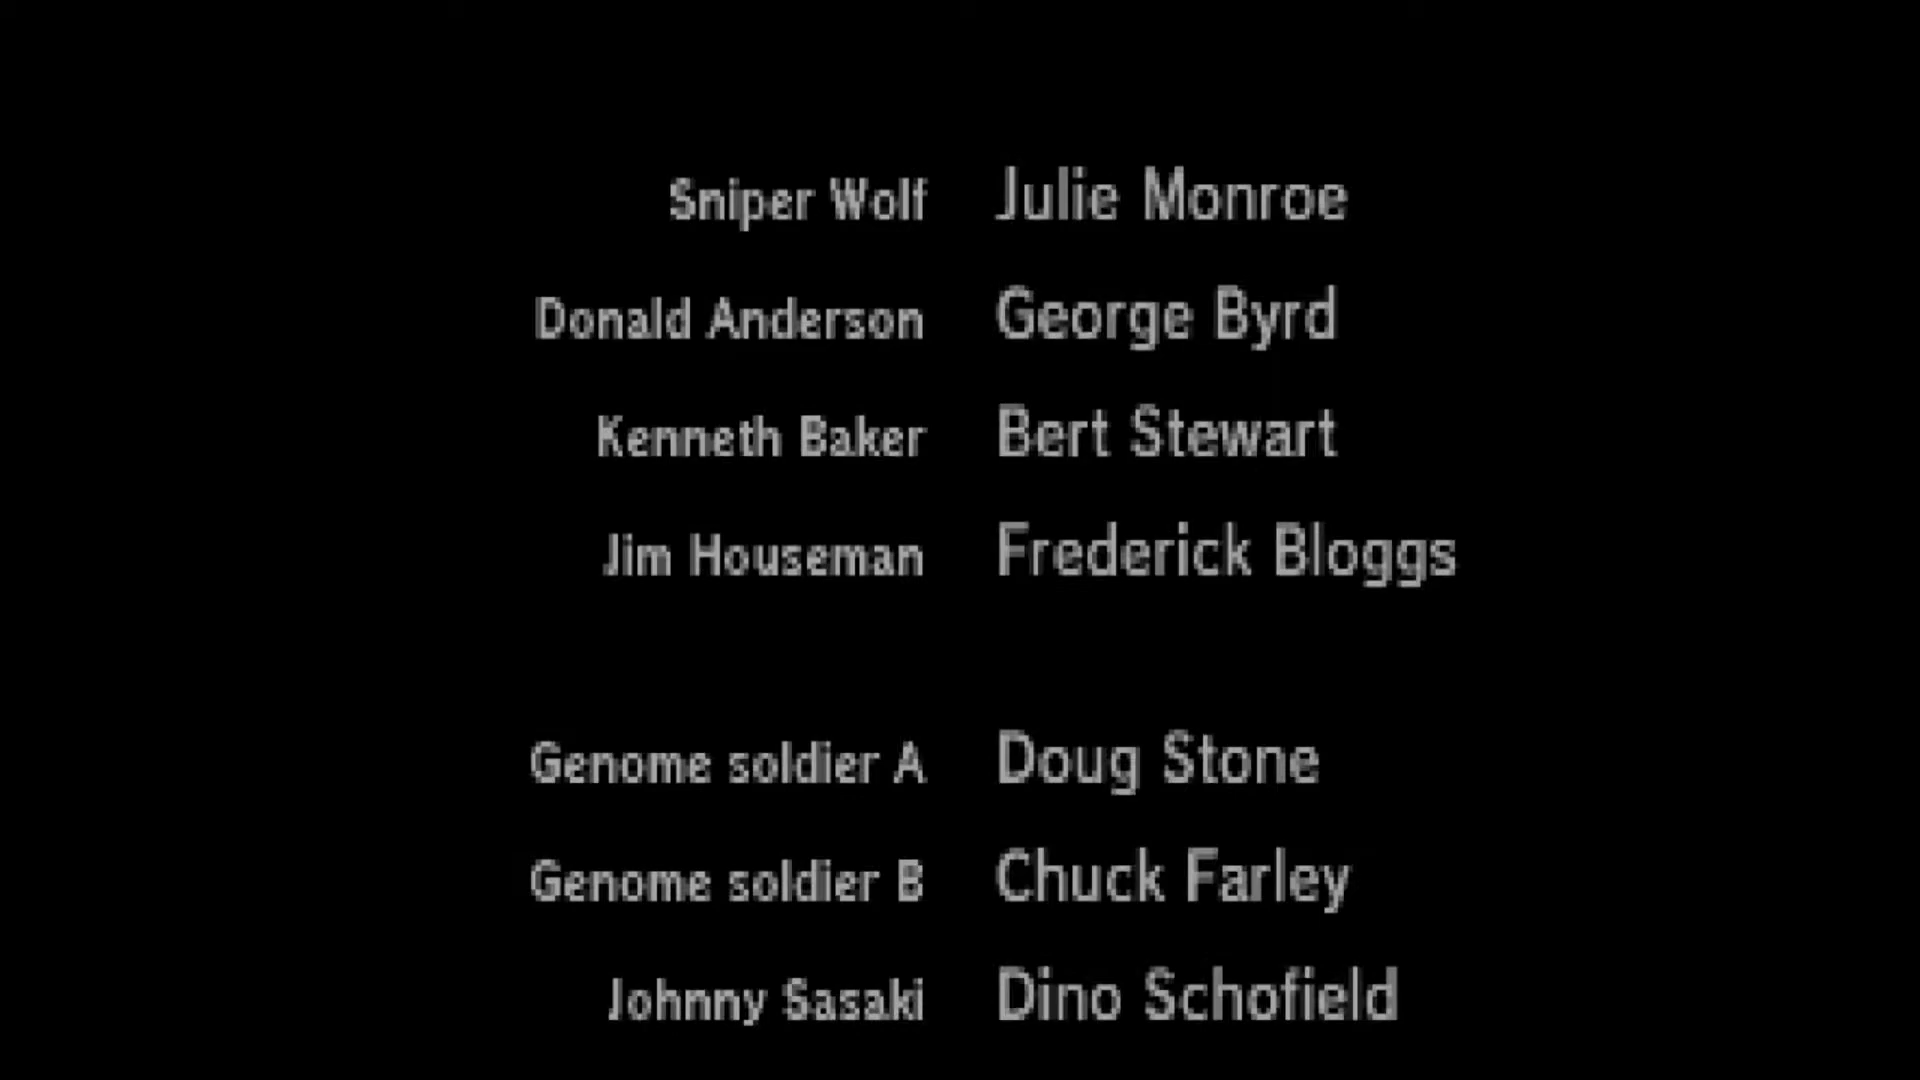 Sniper Wolf Julie Monroe
Donald Anderson George Byrd
Kenneth Baker Bert Stewart
Jim Houseman Frederick Bloggs
Genome soldier A Doug Stone
Genome soldier B Chuck Farley
Johnny Sasaki Dino Schofield